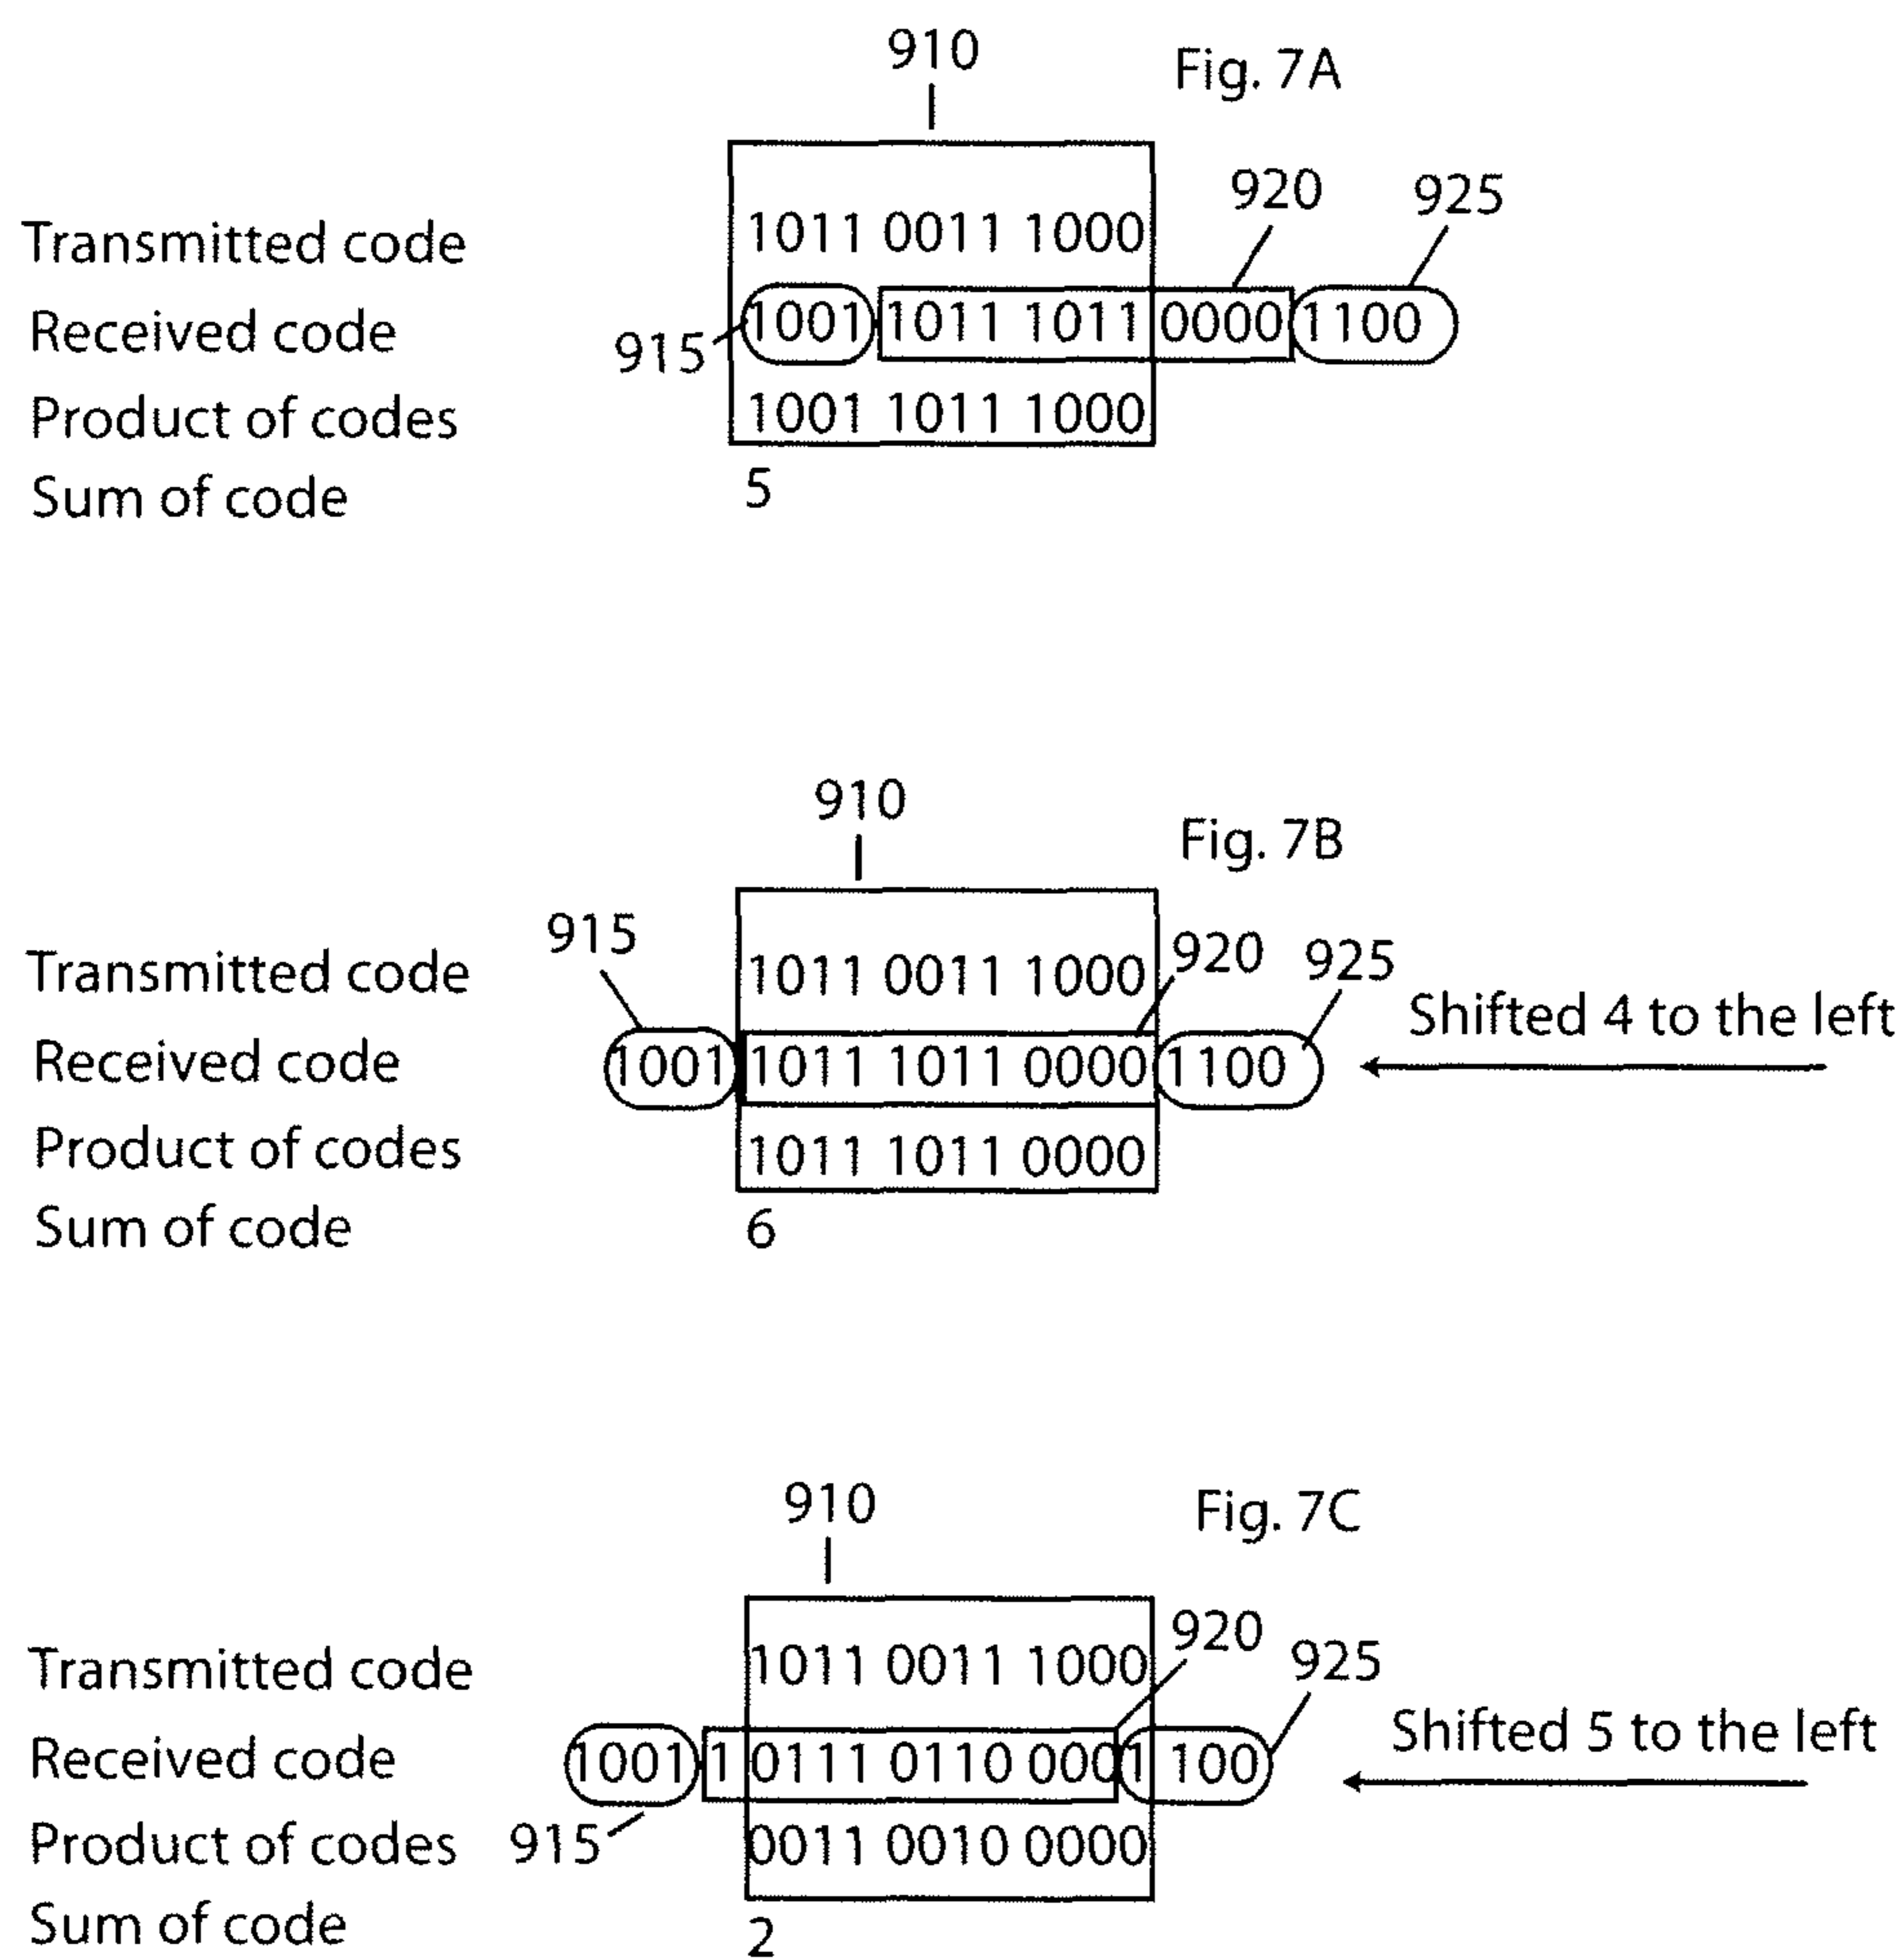 910
Fig. 7A
920
925
Transmitted code
1011 0011 1000
Received code
1001 1011 1011 0000 1100
915
Product of codes
1001 1011 1000
Sum of code
5
910
Fig. 7B
915
920
925
Transmitted code
1011 0011 1000
Shifted 4 to the left
Received code
1001 1011 1011 0000 1100
Product of codes
1011 1011 0000
Sum of code
6
910
Fig. 7C
920
925
Transmitted code
1011 0011 1000
Shifted 5 to the left
Received code
1001 1 0111 0110 000 1 100
Product of codes
915
0011 0010 0000
Sum of code
2